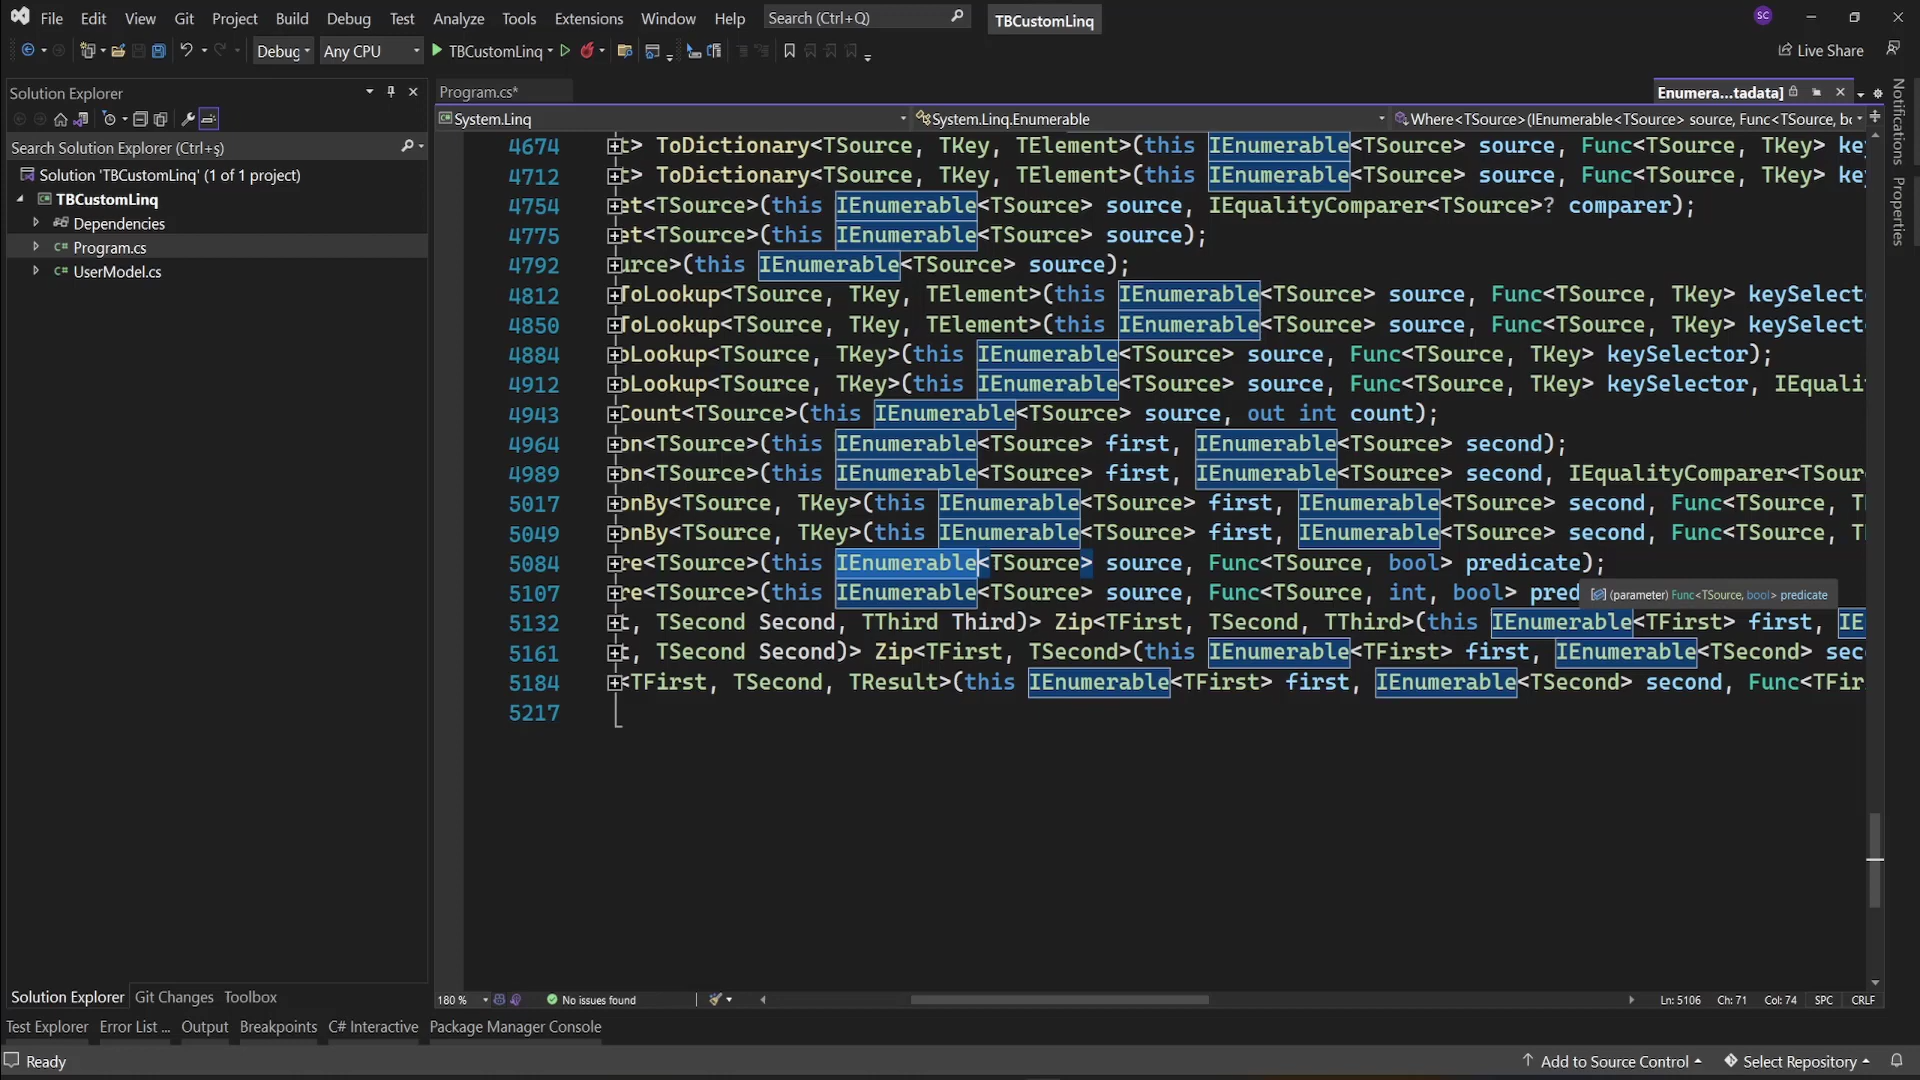 File Edit View Git Project Build Debug Test Analyze Tools Extensions Window Help Search (Ctrl+Q) TBCustomLinq SC
Debug Any CPU TBCustomLinq Live Share
Solution Explorer
Search Solution Explorer (Ctrl+ş)
Solution 'TBCustomLinq' (1 of 1 project)
TBCustomLinq
Dependencies
C# Program.cs
C# UserModel.cs
Program.cs* Enumera...tadata]
System.Linq System.Linq.Enumerable Where<TSource>(IEnumerable<TSource> source, Func<TSource, bo
4674 t> ToDictionary<TSource, TKey, TElement>(this IEnumerable<TSource> source, Func<TSource, TKey> key
4712 t> ToDictionary<TSource, TKey, TElement>(this IEnumerable<TSource> source, Func<TSource, TKey> key
4754 et<TSource>(this IEnumerable<TSource> source, IEqualityComparer<TSource>? comparer);
4775 et<TSource>(this IEnumerable<TSource> source);
4792 urce>(this IEnumerable<TSource> source);
4812 ToLookup<TSource, TKey, TElement>(this IEnumerable<TSource> source, Func<TSource, TKey> keySelecto
4850 ToLookup<TSource, TKey, TElement>(this IEnumerable<TSource> source, Func<TSource, TKey> keySelecto
4884 oLookup<TSource, TKey>(this IEnumerable<TSource> source, Func<TSource, TKey> keySelector);
4912 oLookup<TSource, TKey>(this IEnumerable<TSource> source, Func<TSource, TKey> keySelector, IEquali
4943 Count<TSource>(this IEnumerable<TSource> source, out int count);
4964 on<TSource>(this IEnumerable<TSource> first, IEnumerable<TSource> second);
4989 on<TSource>(this IEnumerable<TSource> first, IEnumerable<TSource> second, IEqualityComparer<TSour
5017 onBy<TSource, TKey>(this IEnumerable<TSource> first, IEnumerable<TSource> second, Func<TSource, T
5049 onBy<TSource, TKey>(this IEnumerable<TSource> first, IEnumerable<TSource> second, Func<TSource, T
5084 re<TSource>(this IEnumerable<TSource> source, Func<TSource, bool> predicate);
5107 re<TSource>(this IEnumerable<TSource> source, Func<TSource, int, bool> pred
(parameter) Func<TSource, bool> predicate
5132 t, TSecond Second, TThird Third)> Zip<TFirst, TSecond, TThird>(this IEnumerable<TFirst> first, IE
5161 t, TSecond Second)> Zip<TFirst, TSecond>(this IEnumerable<TFirst> first, IEnumerable<TSecond> sec
5184 <TFirst, TSecond, TResult>(this IEnumerable<TFirst> first, IEnumerable<TSecond> second, Func<TFir
5217
Notifications
Properties
Solution Explorer Git Changes Toolbox
180 % No issues found Ln: 5106 Ch: 71 Col: 74 SPC CRLF
Test Explorer Error List ... Output Breakpoints C# Interactive Package Manager Console
Ready Add to Source Control Select Repository